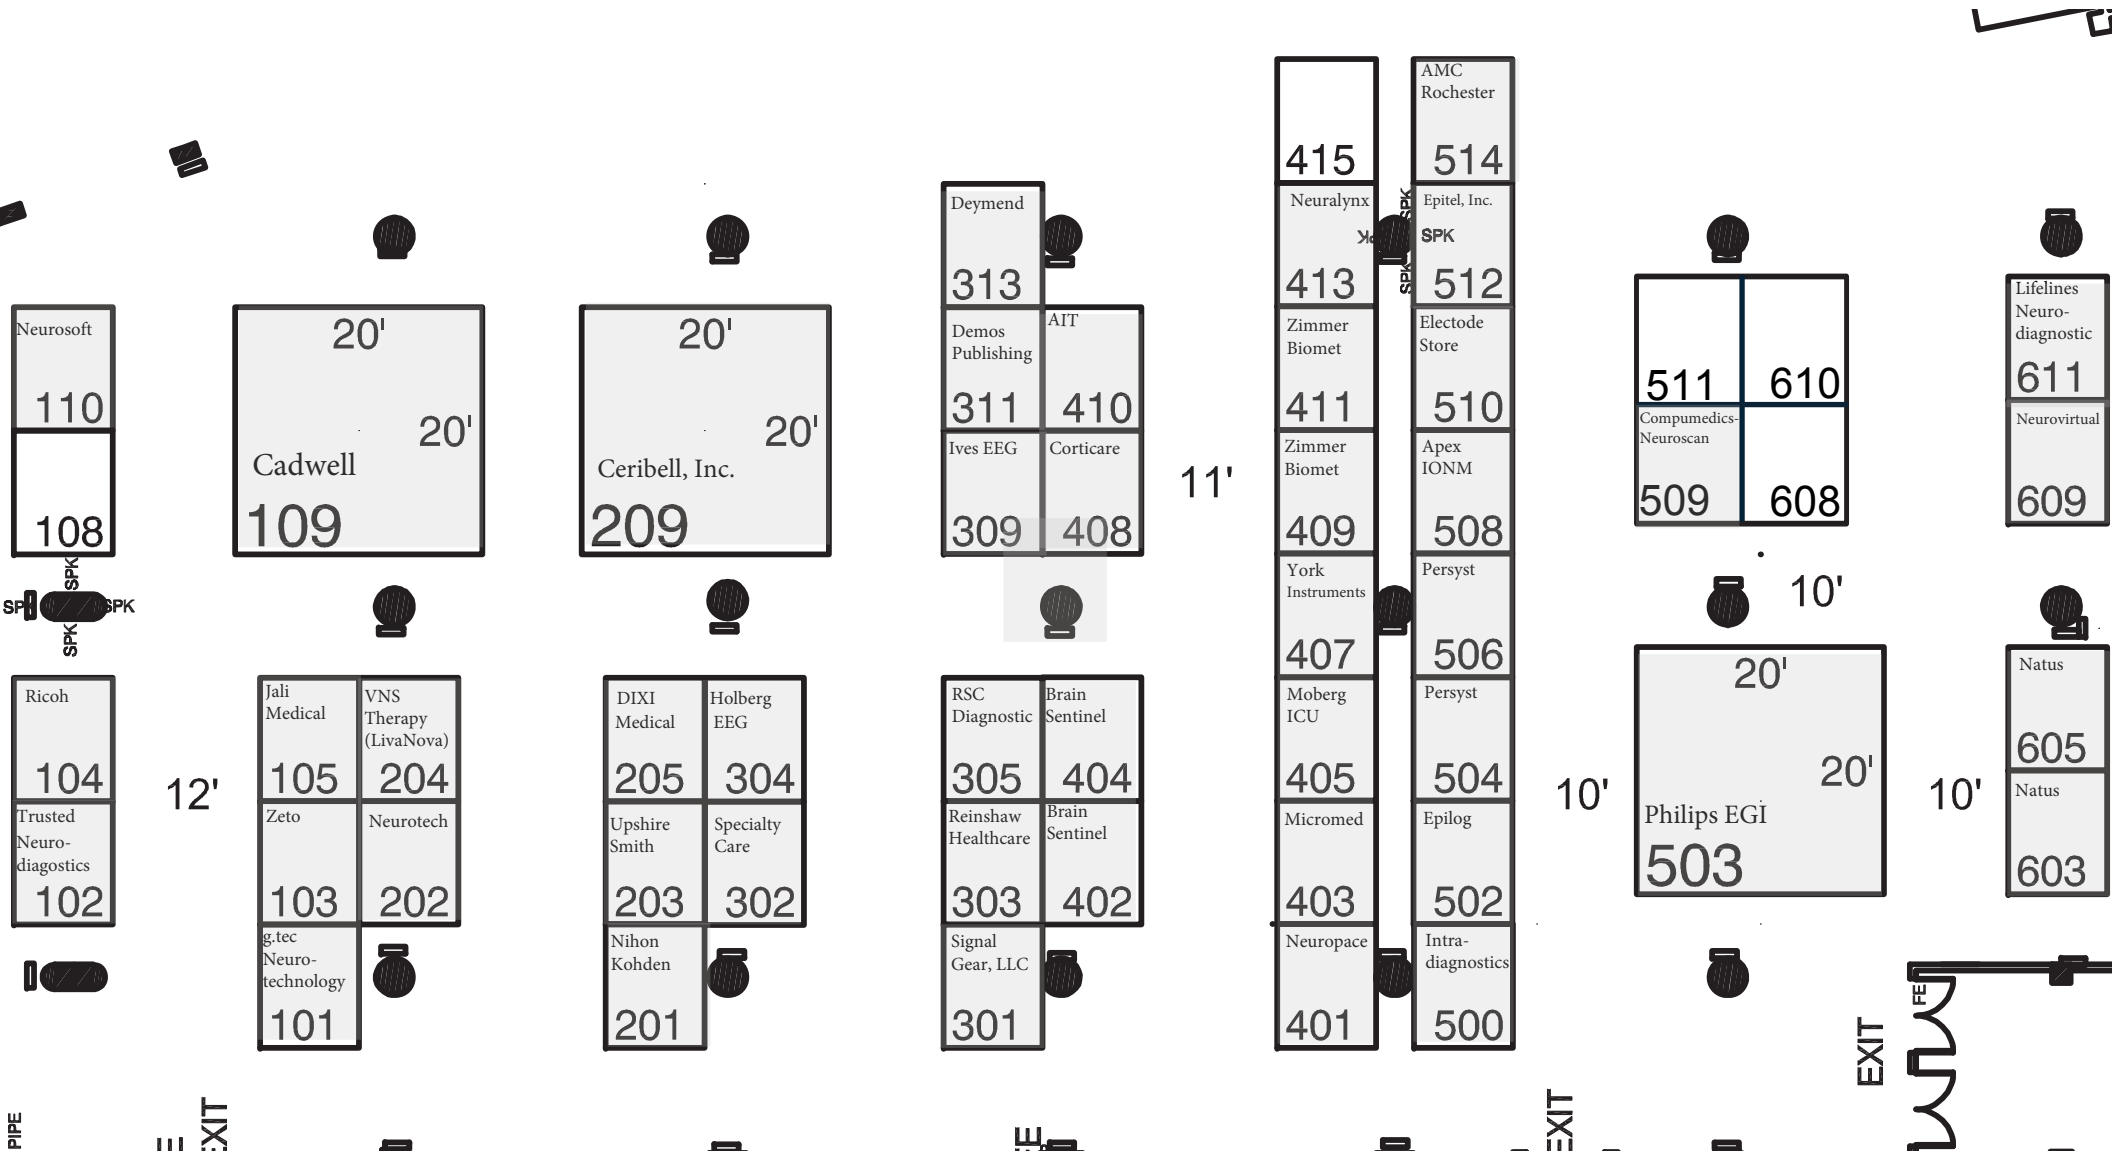 Neurosoft
110
108
SPK
SPK
SPK
SPK
Ricoh
104
Trusted
Neuro-
diagostics
102
PIPE
12'
EXIT
20'
20'
Cadwell
109
Jali
Medical
105
VNS
Therapy
(LivaNova)
204
Zeto
103
Neurotech
202
g.tec
Neuro-
technology
101
20'
20'
Ceribell, Inc.
209
DIXI
Medical
205
Holberg
EEG
304
Upshire
Smith
203
Specialty
Care
302
Nihon
Kohden
201
Deymend
313
Demos
Publishing
311
AIT
410
Ives EEG
309
Corticare
408
RSC
Diagnostic
305
Brain
Sentinel
404
Reinshaw
Healthcare
303
Brain
Sentinel
402
Signal
Gear, LLC
301
11'
415
Neuralynx
413
Zimmer
Biomet
411
Zimmer
Biomet
409
York
Instruments
407
Moberg
ICU
405
Micromed
403
Neuropace
401
AMC
Rochester
514
Epitel, Inc.
SPK
SPK
SPK
512
Electode
Store
510
Apex
IONM
508
Persyst
506
Persyst
504
Epilog
502
Intra-
diagnostics
500
EXIT
10'
511
610
Compumedics-
Neuroscan
509
608
10'
20'
20'
Philips EGI
503
10'
Lifelines
Neuro-
diagnostic
611
Neurovirtual
609
Natus
605
Natus
603
FE
EXIT